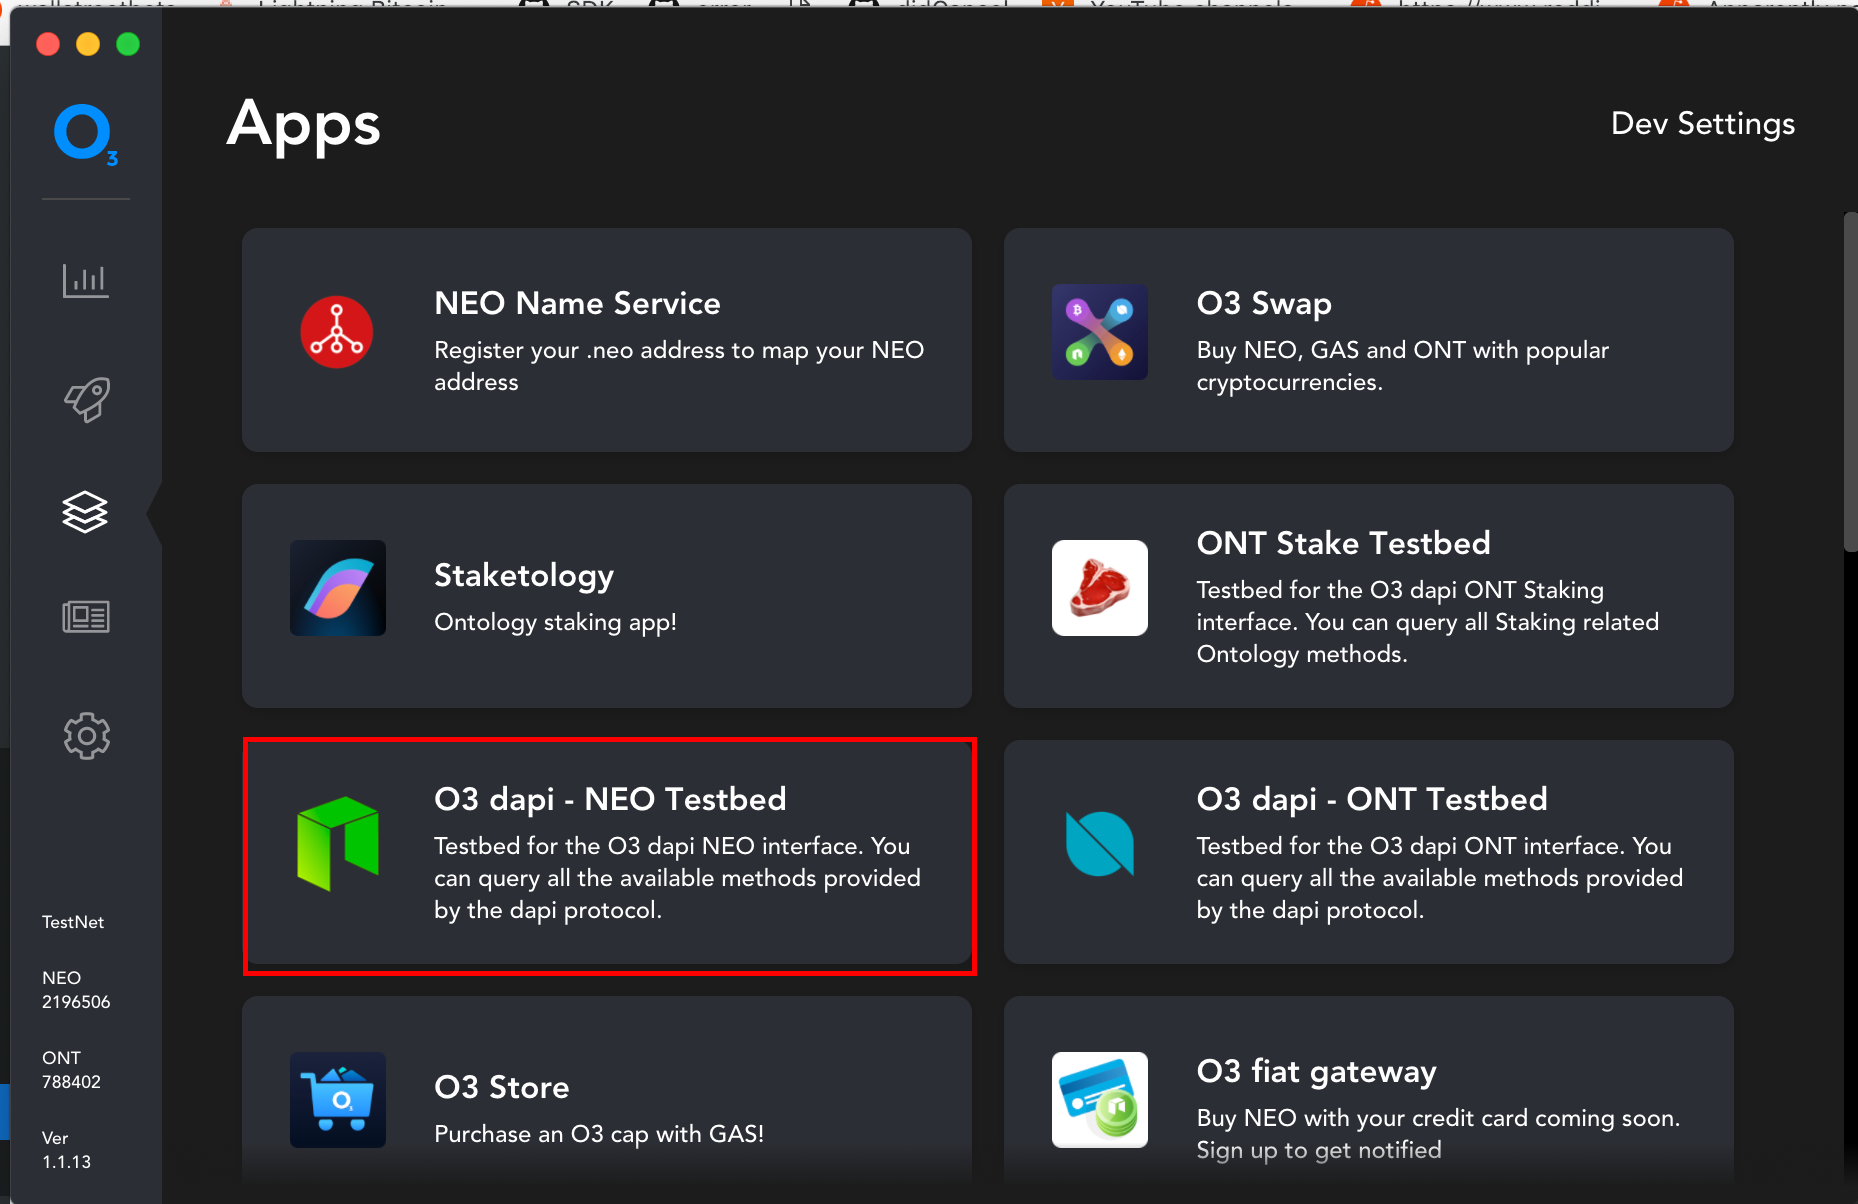 Apps
Dev Settings
O3
NEO Name Service
Register your .neo address to map your NEO
address
O3 Swap
Buy NEO, GAS and ONT with popular
cryptocurrencies.
Staketology
Ontology staking app!
ONT Stake Testbed
Testbed for the O3 dapi ONT Staking
interface. You can query all Staking related
Ontology methods.
O3 dapi - NEO Testbed
Testbed for the O3 dapi NEO interface. You
can query all the available methods provided
by the dapi protocol.
O3 dapi - ONT Testbed
Testbed for the O3 dapi ONT interface. You
can query all the available methods provided
by the dapi protocol.
O3 Store
Purchase an O3 cap with GAS!
O3 fiat gateway
Buy NEO with your credit card coming soon.
Sign up to get notified
TestNet
NEO
2196506
ONT
788402
Ver
1.1.13